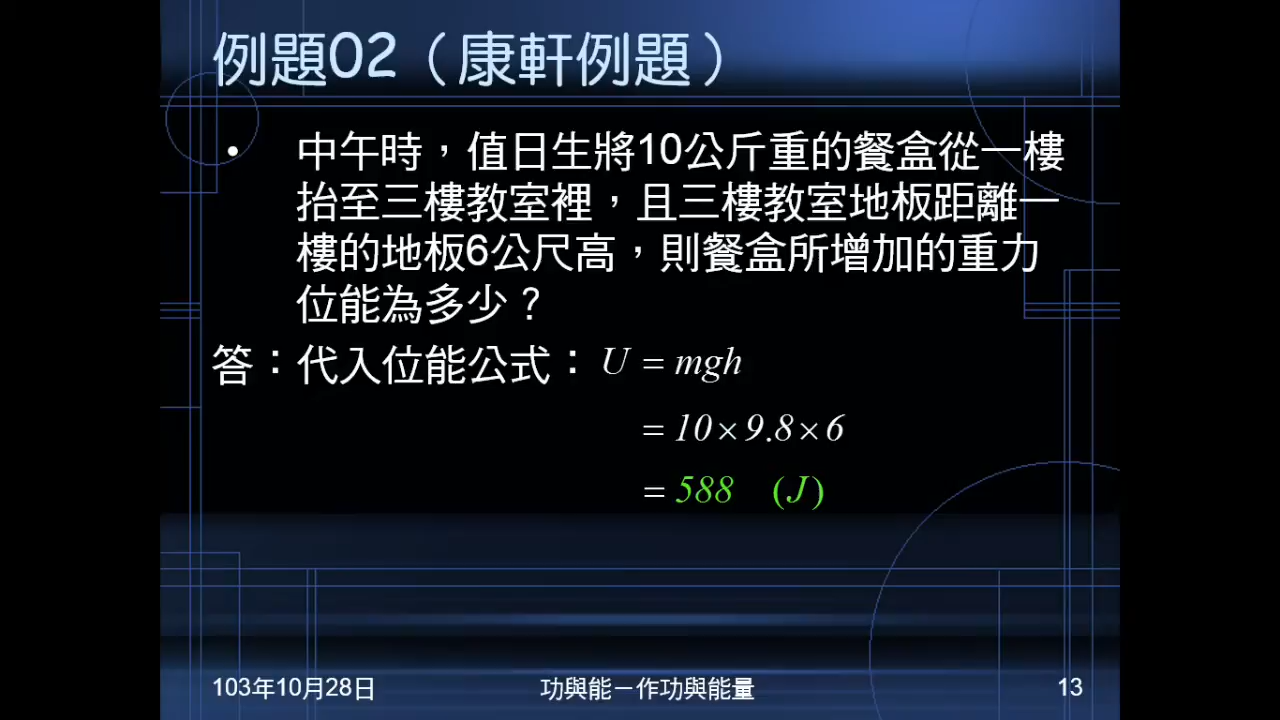 例題02（康軒例題）
• 中午時，值日生將10公斤重的餐盒從一樓
抬至三樓教室裡，且三樓教室地板距離一
樓的地板6公尺高，則餐盒所增加的重力
位能為多少？
答：代入位能公式： U = mgh
= 10×9.8×6
= 588 (J)
103年10月28日 功與能－作功與能量 13